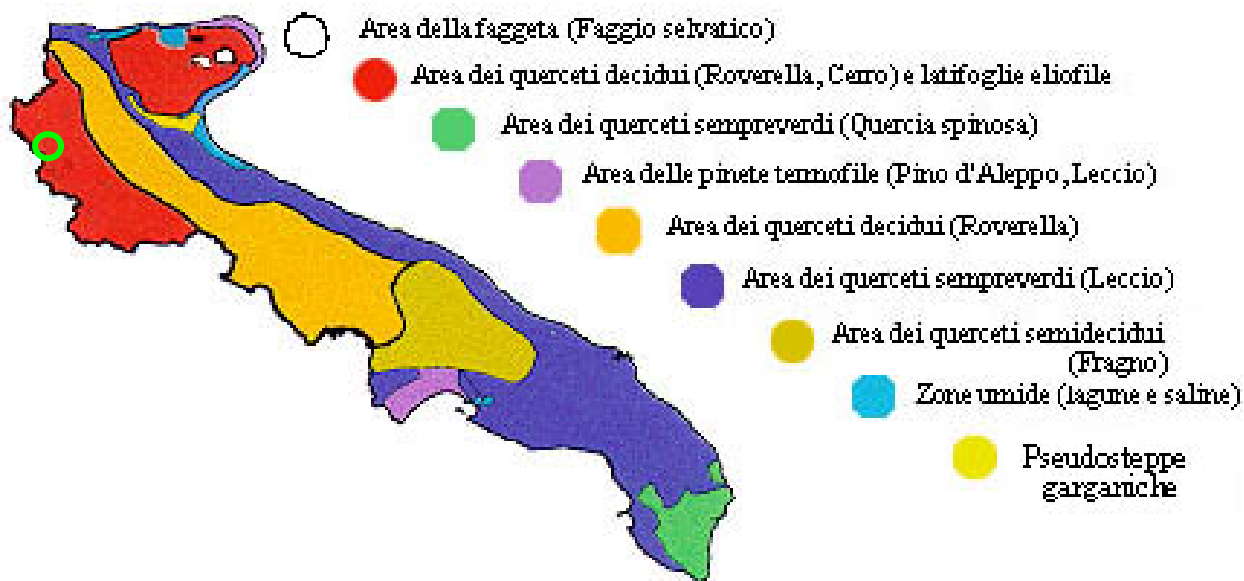 Area della faggeta (Faggio selvatico)
Area dei querceti decidui (Roverella, Cerro) e latifoglie eliofile
Area dei querceti sempreverdi (Quercia spinosa)
Area delle pinete termofile (Pino d'Aleppo, Leccio)
Area dei querceti decidui (Roverella)
Area dei querceti sempreverdi (Leccio)
Area dei querceti semidecidui
(Fragno)
Zone umide (lagune e saline)
Pseudosteppe
garganiche